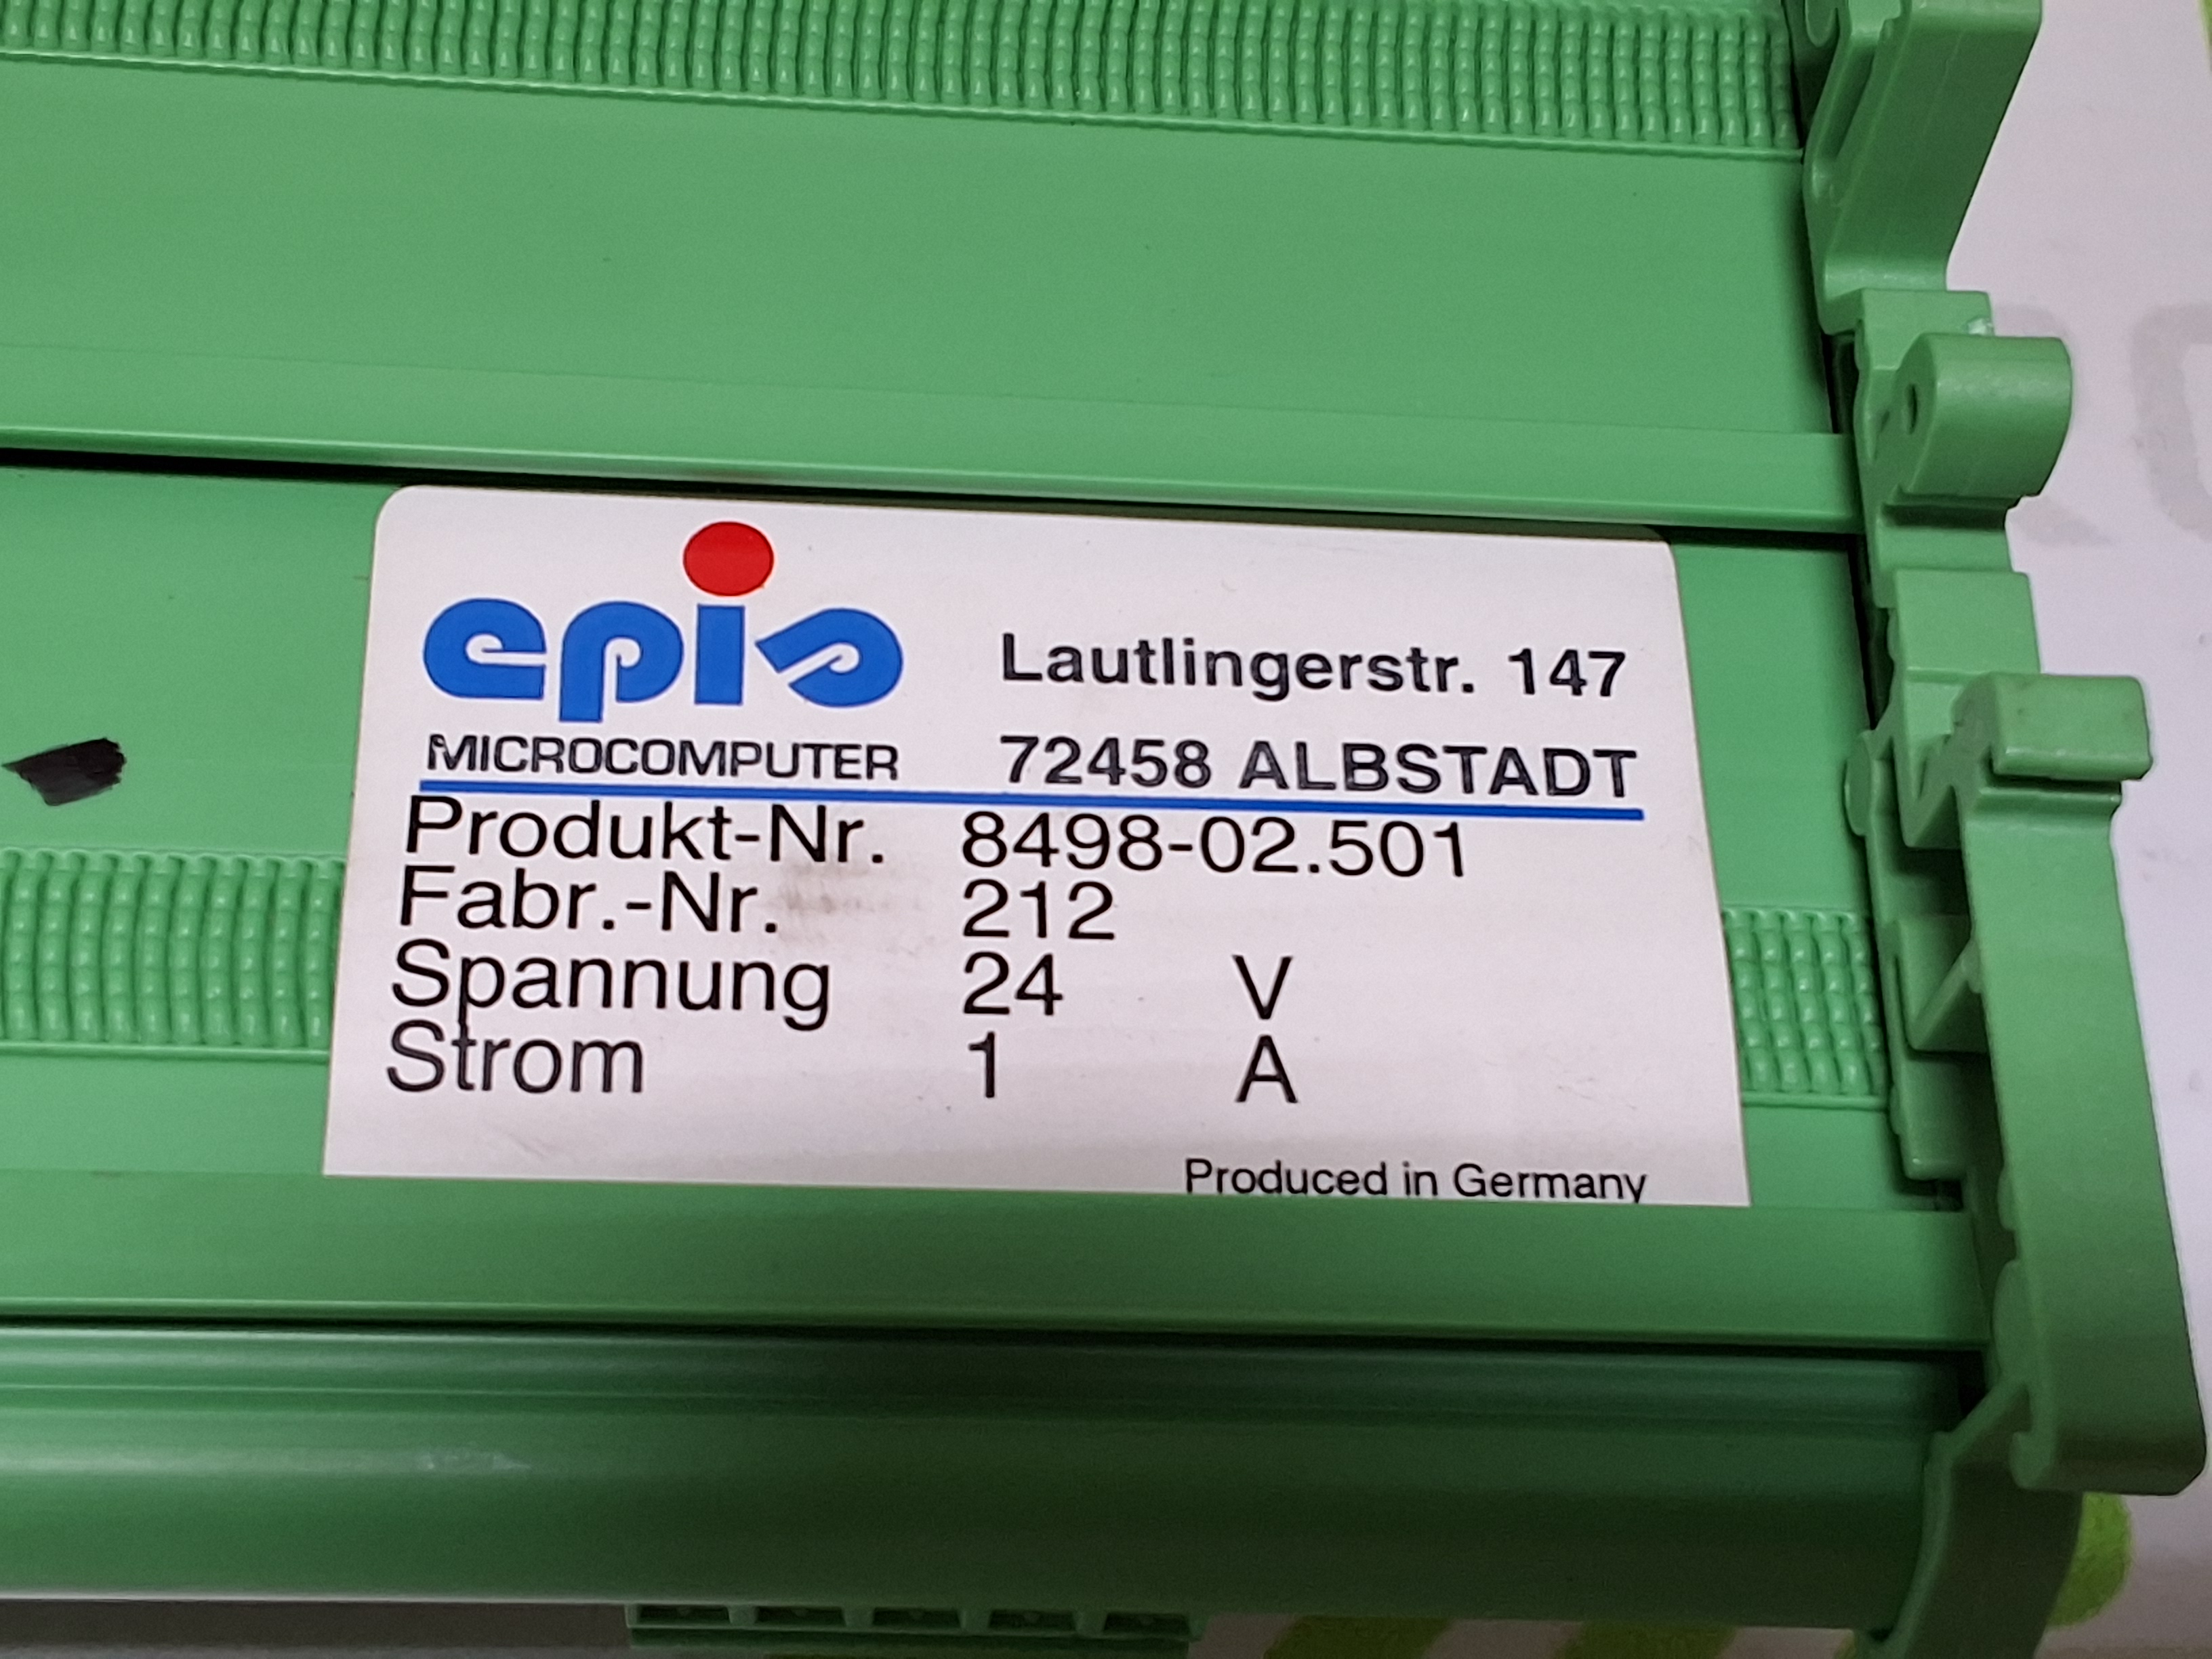 epis
MICROCOMPUTER
Lautlingerstr. 147
72458 ALBSTADT
Produkt-Nr. 8498-02.501
Fabr.-Nr. 212
Spannung 24 V
Strom 1 A
Produced in Germany